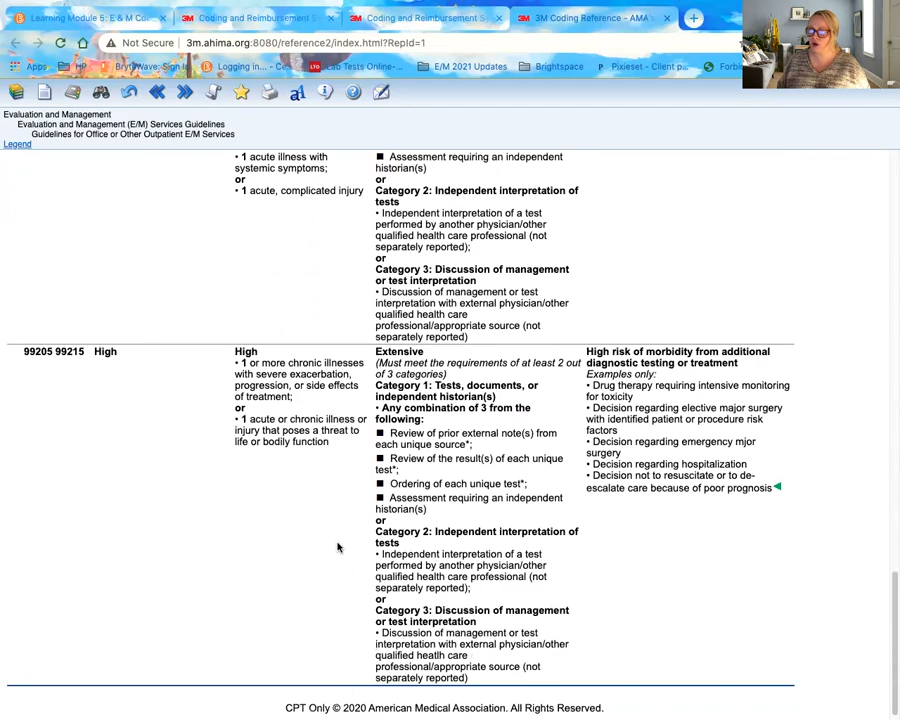 Learning Module 5: E & M Co
Coding and Reimbursement S
Coding and Reimbursement S
3M Coding Reference - AMA's
Not Secure | 3m.ahima.org:8080/reference2/index.html?RepId=1
Apps
HP
BryteWave: Sign I
Logging in... - Ce
LTO
Lab Tests Online-...
E/M 2021 Updates
Brightspace
Pixieset - Client p...
Forbi
Evaluation and Management
Evaluation and Management (E/M) Services Guidelines
Guidelines for Office or Other Outpatient E/M Services
Legend
• 1 acute illness with
systemic symptoms;
or
• 1 acute, complicated injury
■ Assessment requiring an independent
historian(s)
or
Category 2: Independent interpretation of
tests
• Independent interpretation of a test
performed by another physician/other
qualified health care professional (not
separately reported);
or
Category 3: Discussion of management
or test interpretation
• Discussion of management or test
interpretation with external physician/other
qualified health care
professional/appropriate source (not
separately reported)
99205 99215 High
High
• 1 or more chronic illnesses
with severe exacerbation,
progression, or side effects
of treatment;
or
• 1 acute or chronic illness or
injury that poses a threat to
life or bodily function
Extensive
(Must meet the requirements of at least 2 out
of 3 categories)
Category 1: Tests, documents, or
independent historian(s)
• Any combination of 3 from the
following:
■ Review of prior external note(s) from
each unique source*;
■ Review of the result(s) of each unique
test*;
■ Ordering of each unique test*;
■ Assessment requiring an independent
historian(s)
or
Category 2: Independent interpretation of
tests
• Independent interpretation of a test
performed by another physician/other
qualified health care professional (not
separately reported);
or
Category 3: Discussion of management
or test interpretation
• Discussion of management or test
interpretation with external physician/other
qualified heatlh care
professional/appropriate source (not
separately reported)
High risk of morbidity from additional
diagnostic testing or treatment
Examples only:
• Drug therapy requiring intensive monitoring
for toxicity
• Decision regarding elective major surgery
with identified patient or procedure risk
factors
• Decision regarding emergency mjor
surgery
• Decision regarding hospitalization
• Decision not to resuscitate or to de-
escalate care because of poor prognosis
CPT Only © 2020 American Medical Association. All Rights Reserved.